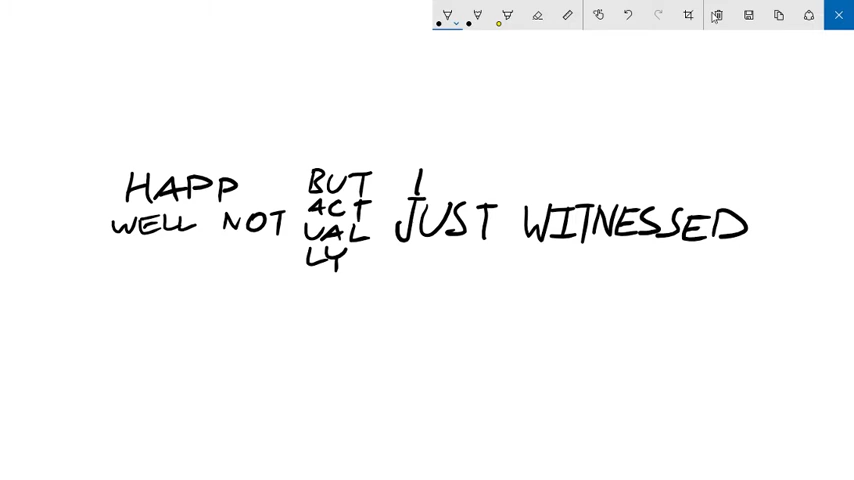 HAPP
WELL NOT
BUT
ACT
UAL
LY
I
JUST WITNESSED